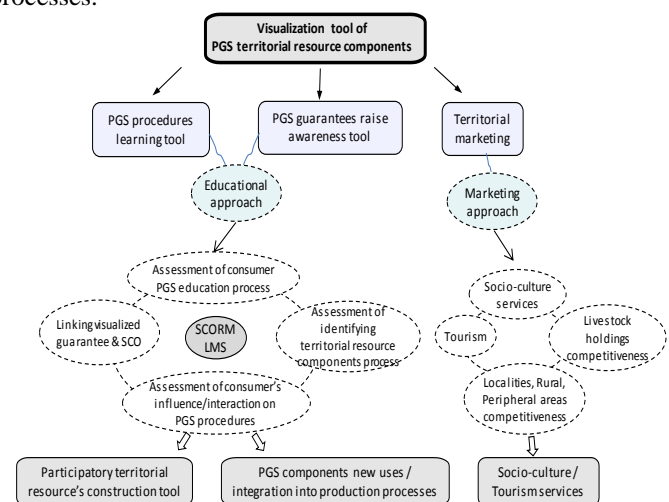 processes.
Visualization tool of
PGS territorial resource components
PGS procedures
learning tool
PGS guarantees raise
awareness tool
Territorial
marketing
Educational
approach
Marketing
approach
Assessment of consumer
PGS education process
Linking visualized
guarantee & SCO
SCORM
LMS
Assessment of
identifying
territorial resource
components process
Assessment of consumer's
influence/interaction on
PGS procedures
Socio-culture
services
Tourism
Livestock
holdings
competitiveness
Localities, Rural,
Peripheral areas
competitiveness
Participatory territorial
resource's construction tool
PGS components new uses /
integration into production processes
Socio-culture /
Tourism services